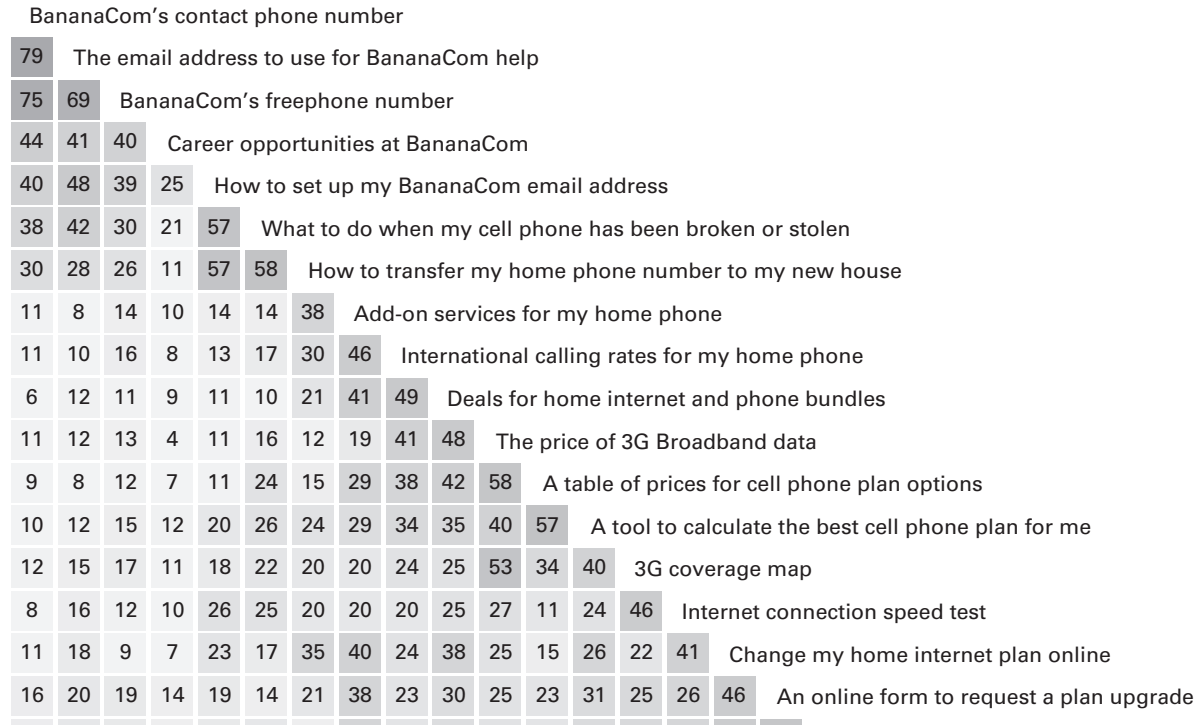 BananaCom’s contact phone number
79 The email address to use for BananaCom help
75 69 BananaCom’s freephone number
44 41 40 Career opportunities at BananaCom
40 48 39 25 How to set up my BananaCom email address
38 42 30 21 57 What to do when my cell phone has been broken or stolen
30 28 26 11 57 58 How to transfer my home phone number to my new house
11 8 14 10 14 14 38 Add-on services for my home phone
11 10 16 8 13 17 30 46 International calling rates for my home phone
6 12 11 9 11 10 21 41 49 Deals for home internet and phone bundles
11 12 13 4 11 16 12 19 41 48 The price of 3G Broadband data
9 8 12 7 11 24 15 29 38 42 58 A table of prices for cell phone plan options
10 12 15 12 20 26 24 29 34 35 40 57 A tool to calculate the best cell phone plan for me
12 15 17 11 18 22 20 20 24 25 53 34 40 3G coverage map
8 16 12 10 26 25 20 20 20 25 27 11 24 46 Internet connection speed test
11 18 9 7 23 17 35 40 24 38 25 15 26 22 41 Change my home internet plan online
16 20 19 14 19 14 21 38 23 30 25 23 31 25 26 46 An online form to request a plan upgrade